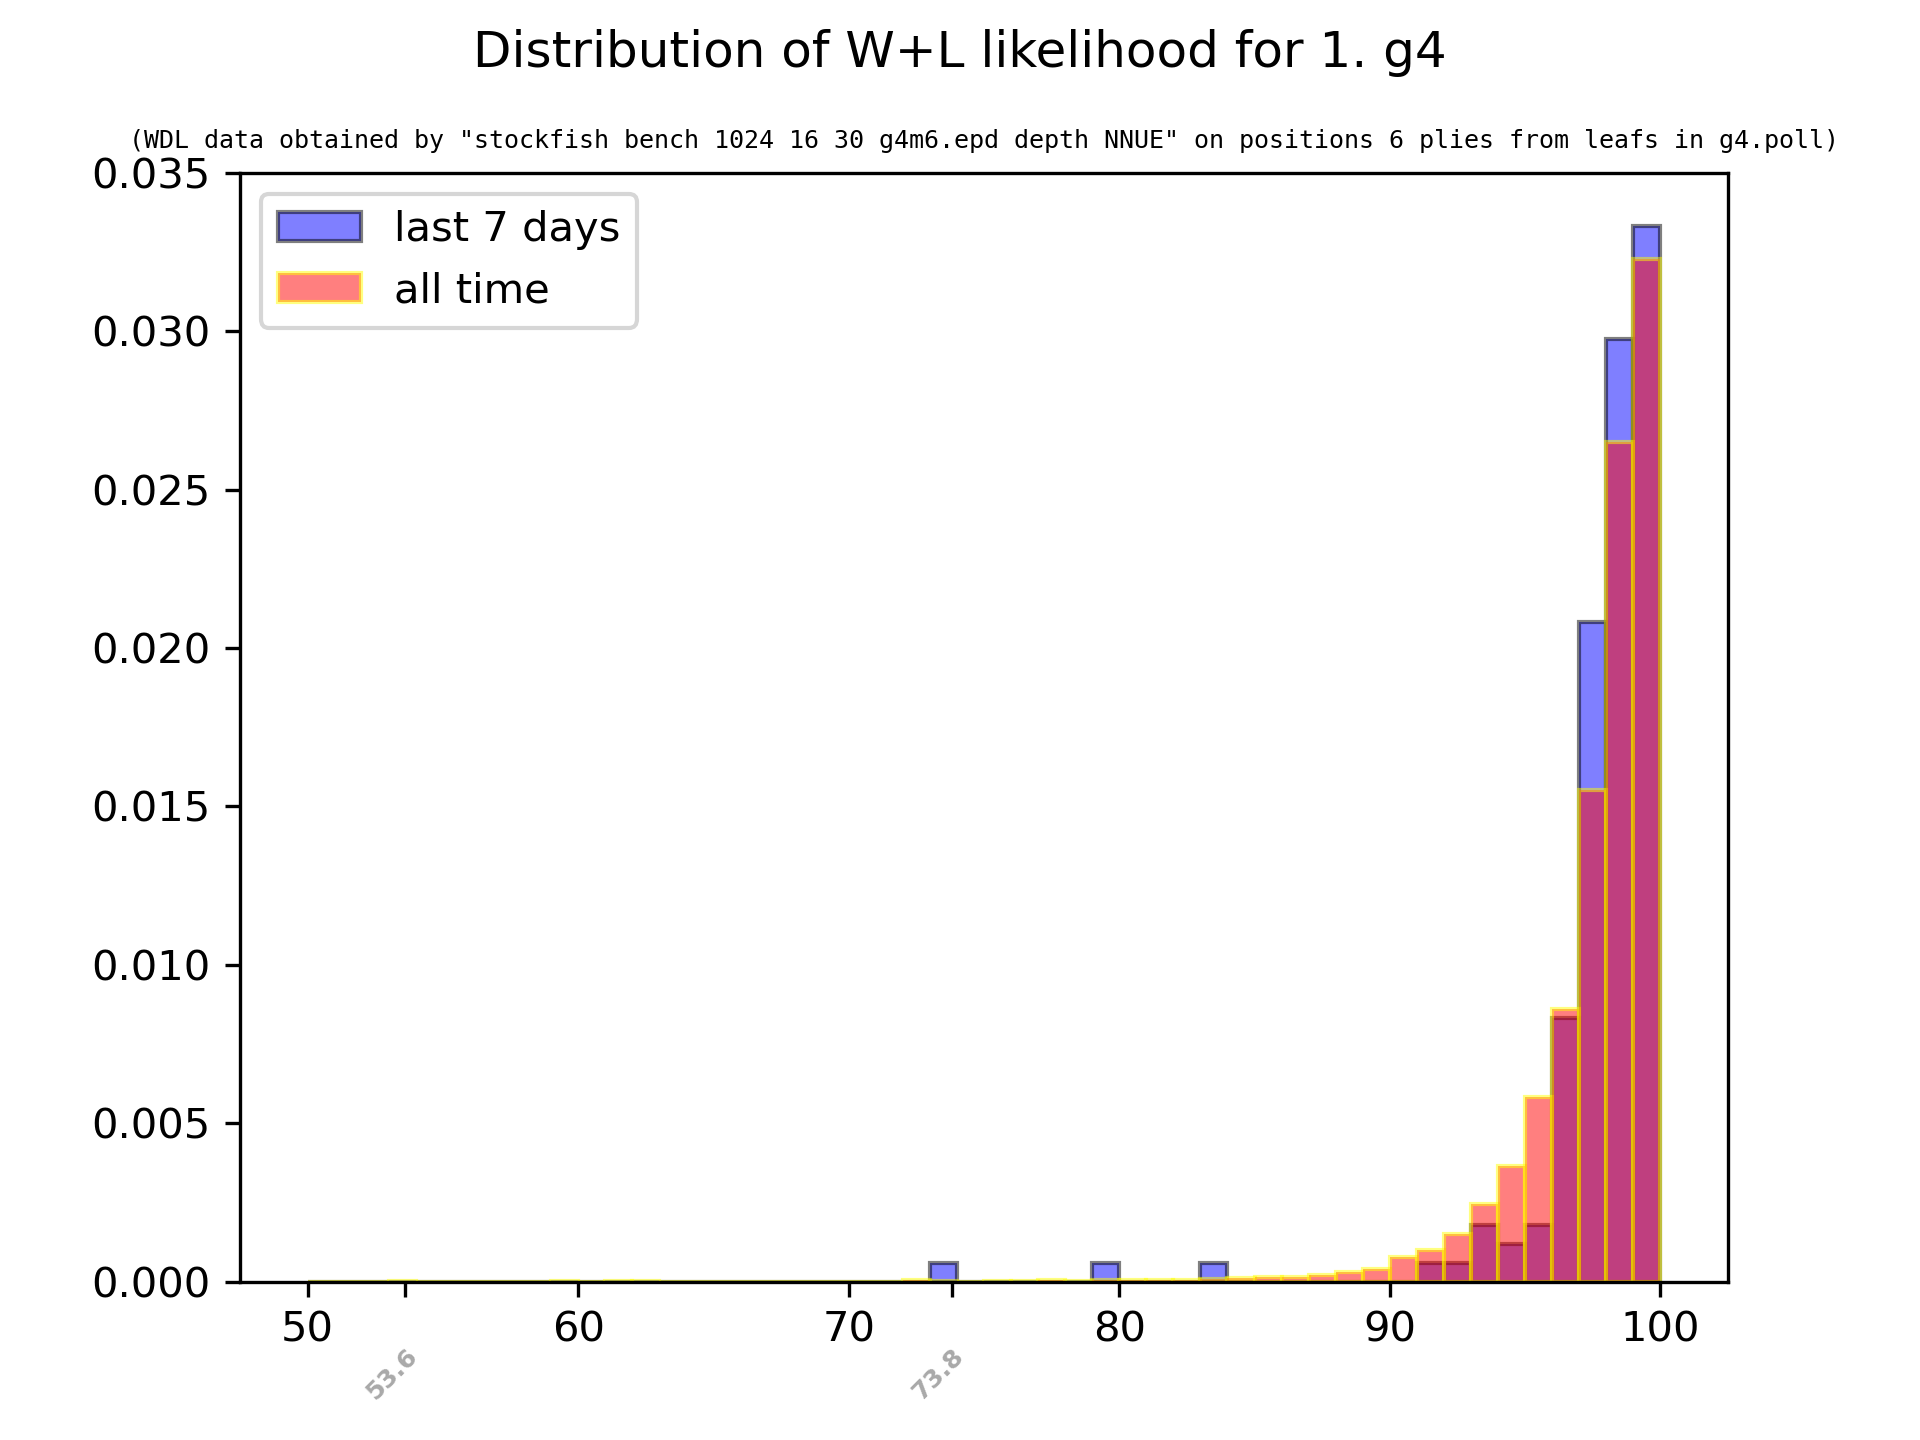 Distribution of W+L likelihood for 1. g4
(WDL data obtained by "stockfish bench 1024 16 30 g4m6.epd depth NNUE" on positions 6 plies from leafs in g4.poll)
0.035
last 7 days
all time
0.030
0.025
0.020
0.015
0.010
0.005
0.000
50 60 70 80 90 100
53.6 73.8